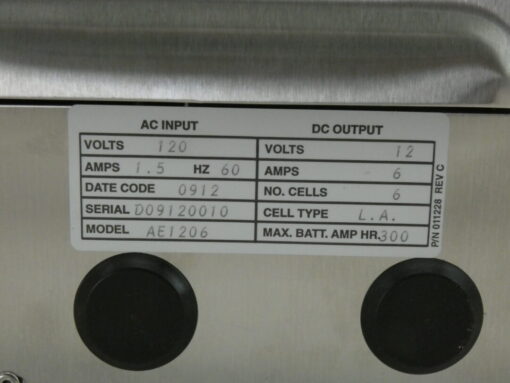 AC INPUT DC OUTPUT
VOLTS 120 VOLTS 12
AMPS 1.5 HZ 60 AMPS 6
DATE CODE 0912 NO. CELLS 6
SERIAL D09120010 CELL TYPE L.A.
MODEL AE1206 MAX. BATT. AMP HR. 300
P/N 011228 REV C